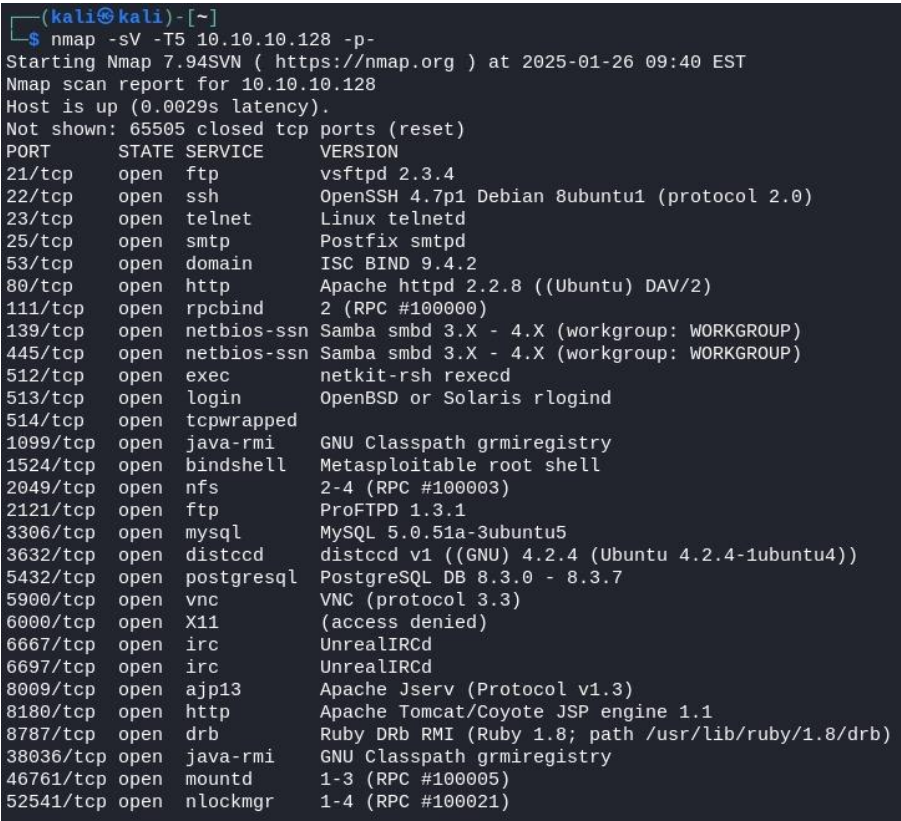 ┌──(kali㉿kali)-[~]
└─$ nmap -sV -T5 10.10.10.128 -p-
Starting Nmap 7.94SVN ( https://nmap.org ) at 2025-01-26 09:40 EST
Nmap scan report for 10.10.10.128
Host is up (0.0029s latency).
Not shown: 65505 closed tcp ports (reset)
PORT      STATE SERVICE     VERSION
21/tcp    open  ftp         vsftpd 2.3.4
22/tcp    open  ssh         OpenSSH 4.7p1 Debian 8ubuntu1 (protocol 2.0)
23/tcp    open  telnet      Linux telnetd
25/tcp    open  smtp        Postfix smtpd
53/tcp    open  domain      ISC BIND 9.4.2
80/tcp    open  http        Apache httpd 2.2.8 ((Ubuntu) DAV/2)
111/tcp   open  rpcbind     2 (RPC #100000)
139/tcp   open  netbios-ssn Samba smbd 3.X - 4.X (workgroup: WORKGROUP)
445/tcp   open  netbios-ssn Samba smbd 3.X - 4.X (workgroup: WORKGROUP)
512/tcp   open  exec        netkit-rsh rexecd
513/tcp   open  login       OpenBSD or Solaris rlogind
514/tcp   open  tcpwrapped
1099/tcp  open  java-rmi    GNU Classpath grmiregistry
1524/tcp  open  bindshell   Metasploitable root shell
2049/tcp  open  nfs         2-4 (RPC #100003)
2121/tcp  open  ftp         ProFTPD 1.3.1
3306/tcp  open  mysql       MySQL 5.0.51a-3ubuntu5
3632/tcp  open  distccd     distccd v1 ((GNU) 4.2.4 (Ubuntu 4.2.4-1ubuntu4))
5432/tcp  open  postgresql  PostgreSQL DB 8.3.0 - 8.3.7
5900/tcp  open  vnc         VNC (protocol 3.3)
6000/tcp  open  X11         (access denied)
6667/tcp  open  irc         UnrealIRCd
6697/tcp  open  irc         UnrealIRCd
8009/tcp  open  ajp13       Apache Jserv (Protocol v1.3)
8180/tcp  open  http        Apache Tomcat/Coyote JSP engine 1.1
8787/tcp  open  drb         Ruby DRb RMI (Ruby 1.8; path /usr/lib/ruby/1.8/drb)
38036/tcp open  java-rmi    GNU Classpath grmiregistry
46761/tcp open  mountd      1-3 (RPC #100005)
52541/tcp open  nlockmgr    1-4 (RPC #100021)